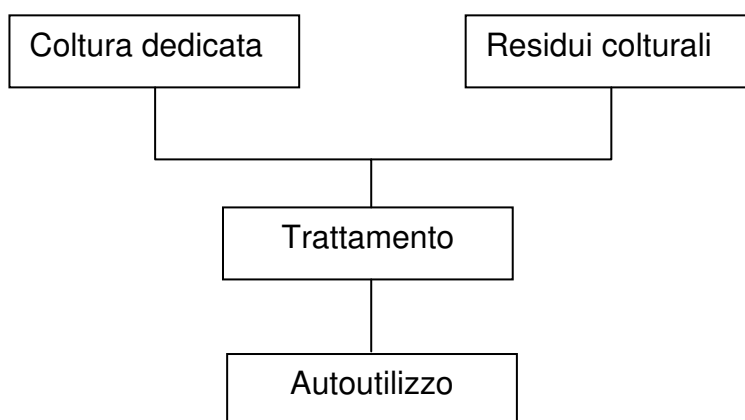 Coltura dedicata
Residui colturali
Trattamento
Autoutilizzo